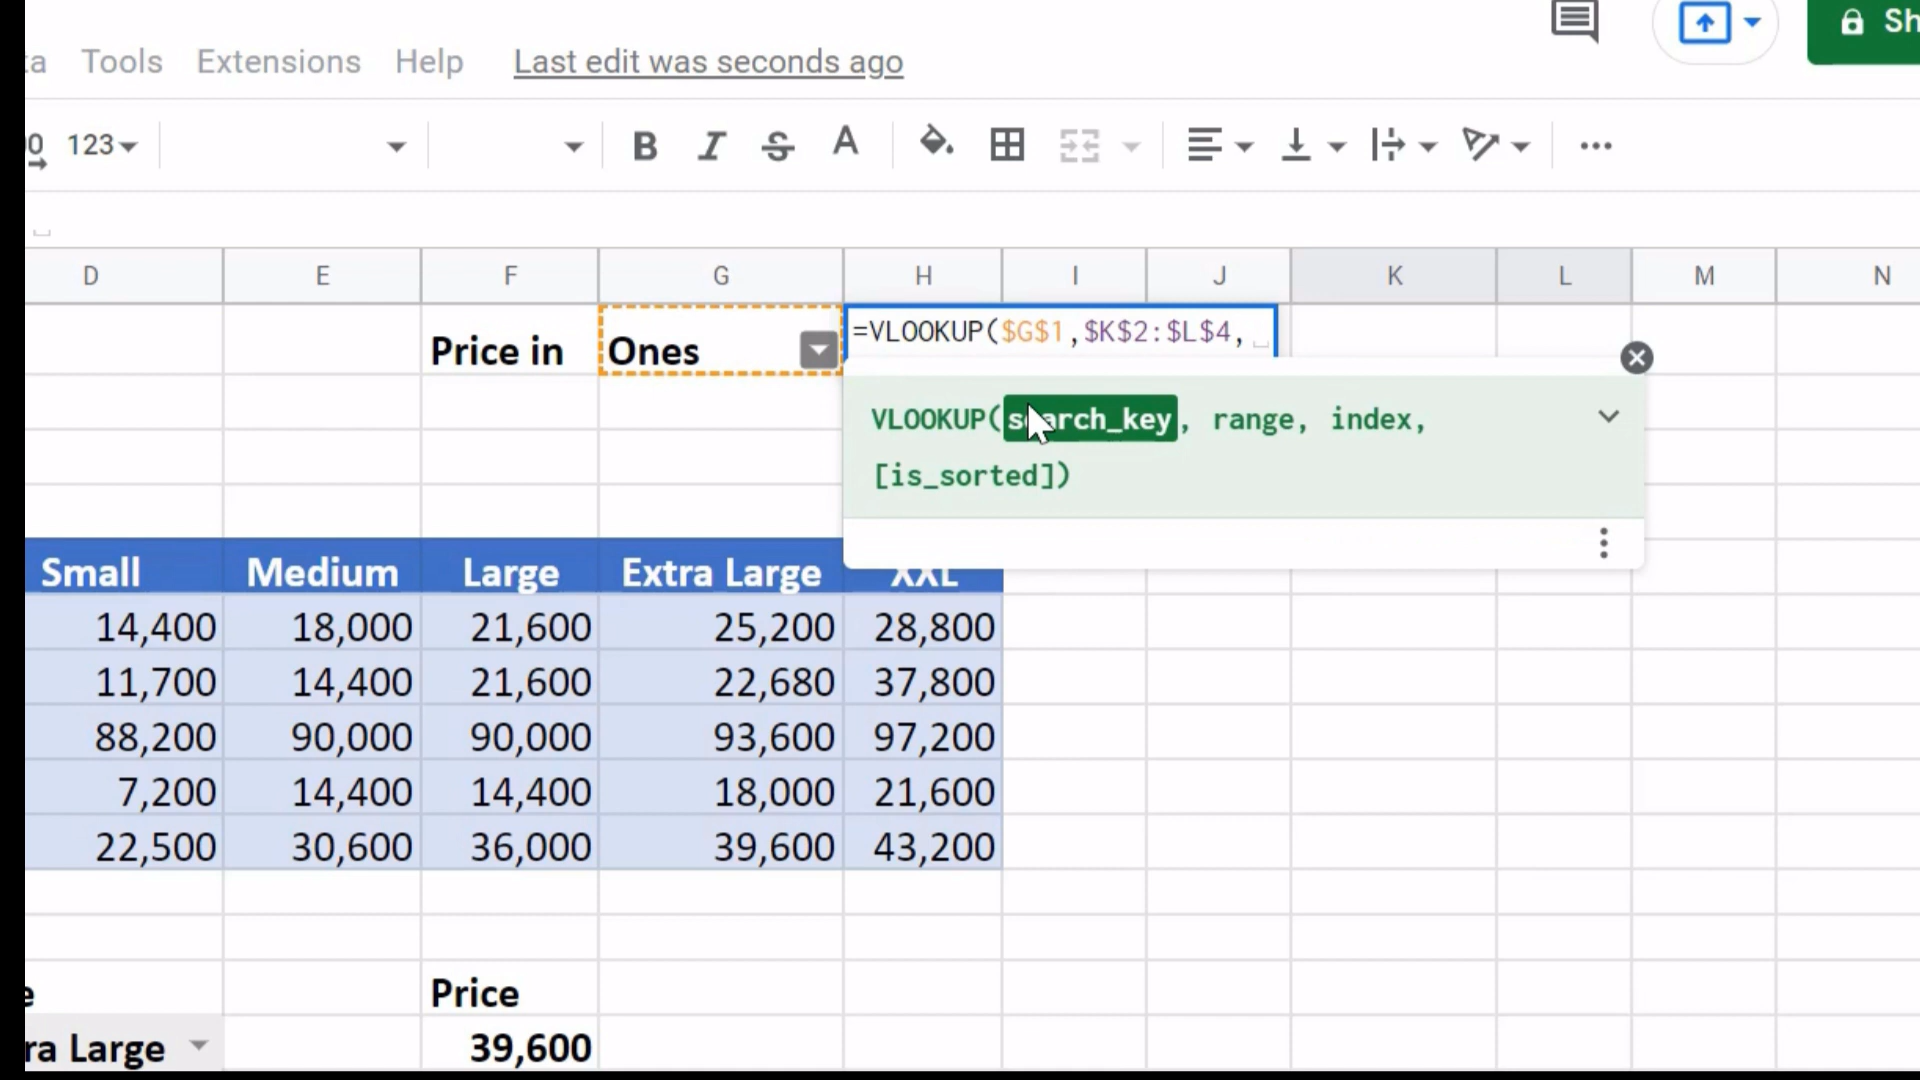 ta Tools Extensions Help Last edit was seconds ago Sh
123 B I S A
D E F G H I J K L M N
Price in Ones =VLOOKUP($G$1,$K$2:$L$4,
VLOOKUP(search_key, range, index,
[is_sorted])
Small Medium Large Extra Large XXL
14,400 18,000 21,600 25,200 28,800
11,700 14,400 21,600 22,680 37,800
88,200 90,000 90,000 93,600 97,200
7,200 14,400 14,400 18,000 21,600
22,500 30,600 36,000 39,600 43,200
e Price
ra Large 39,600